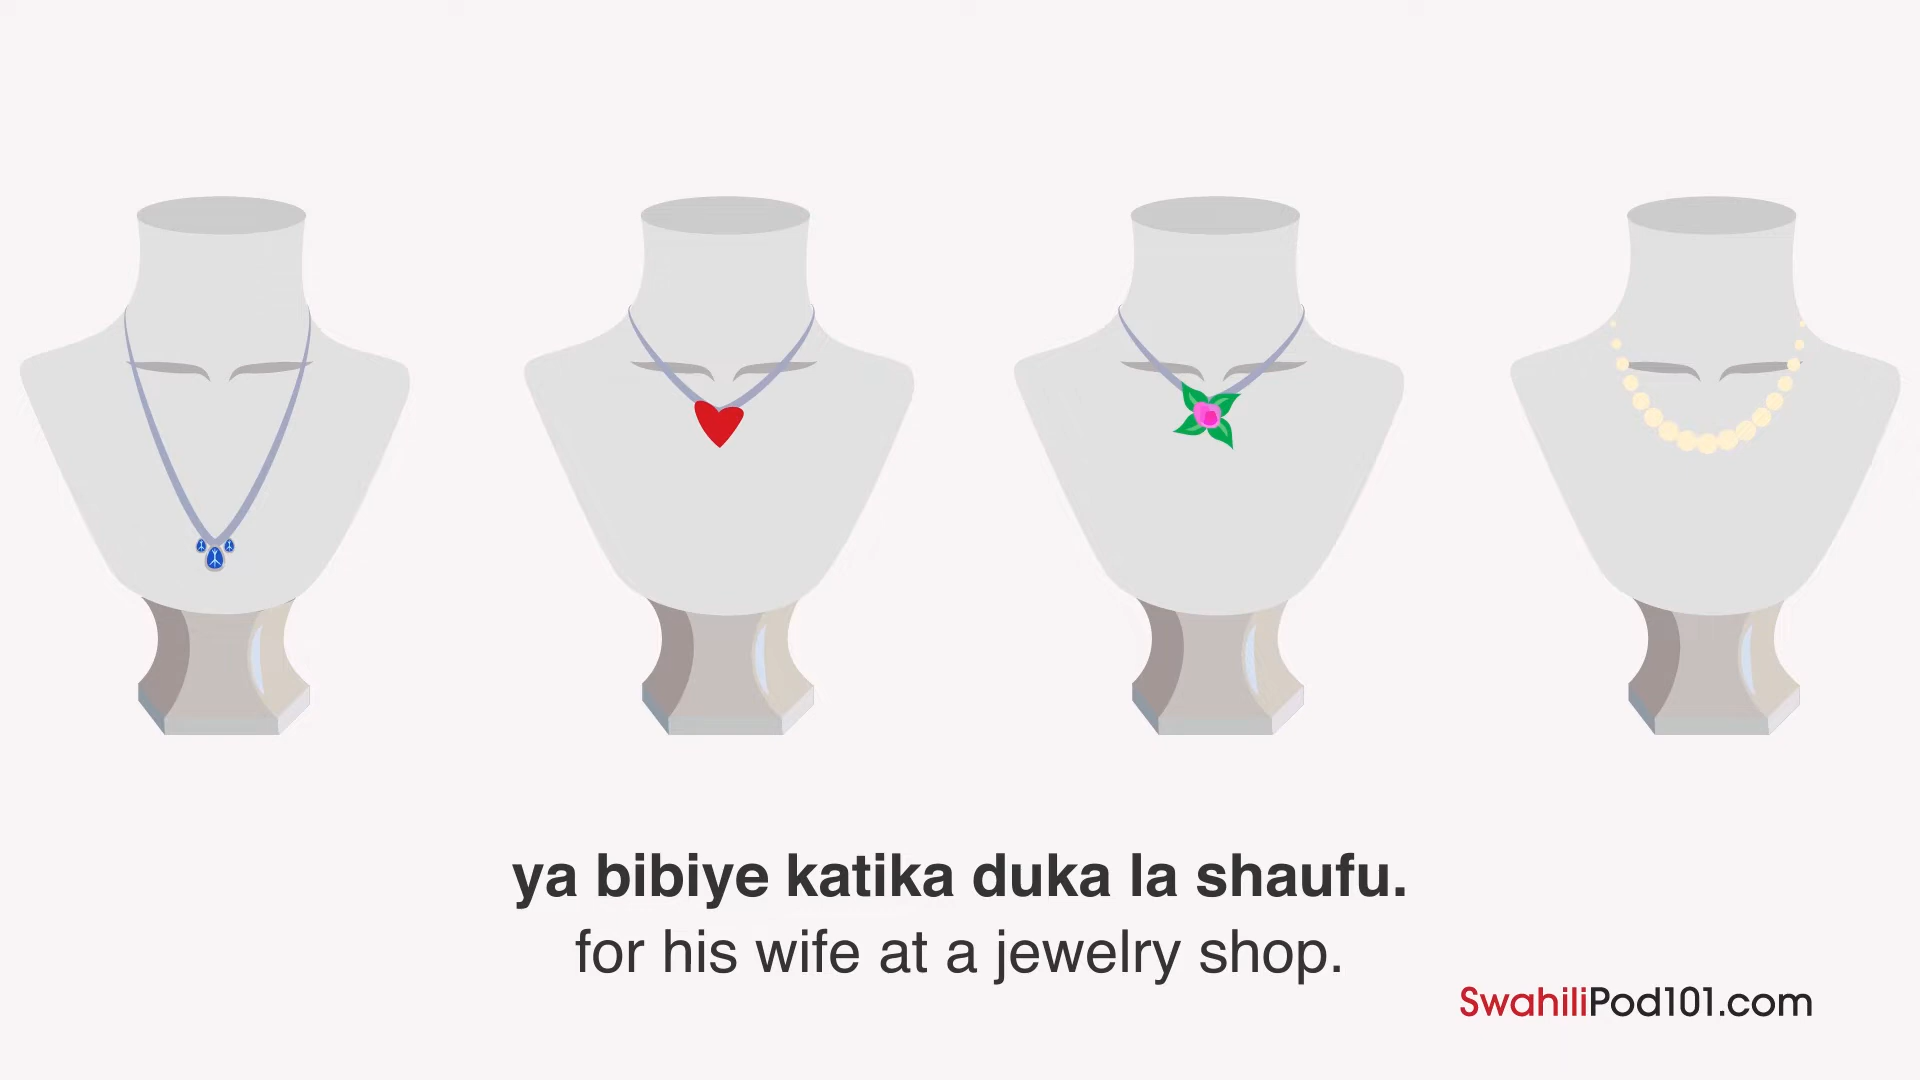 ya bibiye katika duka la shaufu.
for his wife at a jewelry shop.
SwahiliPod101.com